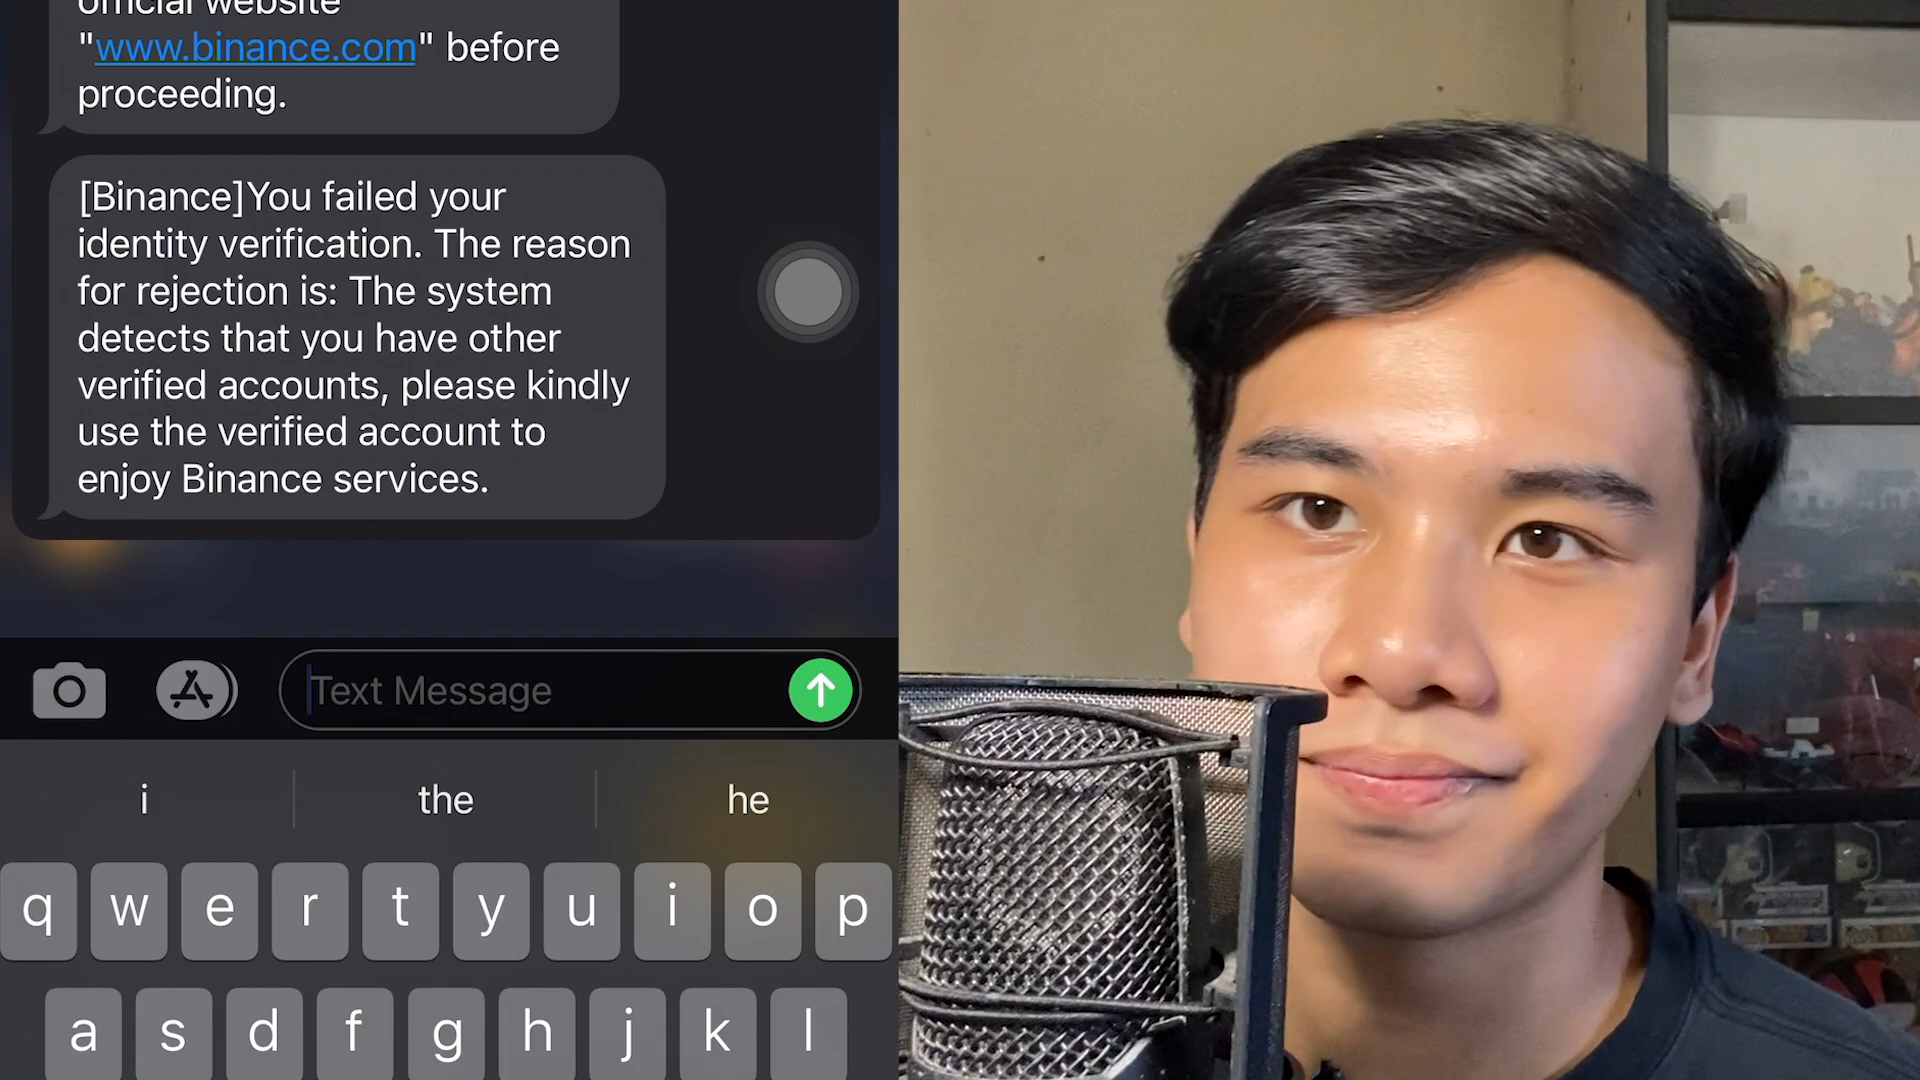 official website
"www.binance.com" before
proceeding.
[Binance]You failed your
identity verification. The reason
for rejection is: The system
detects that you have other
verified accounts, please kindly
use the verified account to
enjoy Binance services.
Text Message
i the he
q w e r t y u i o p
a s d f g h j k l